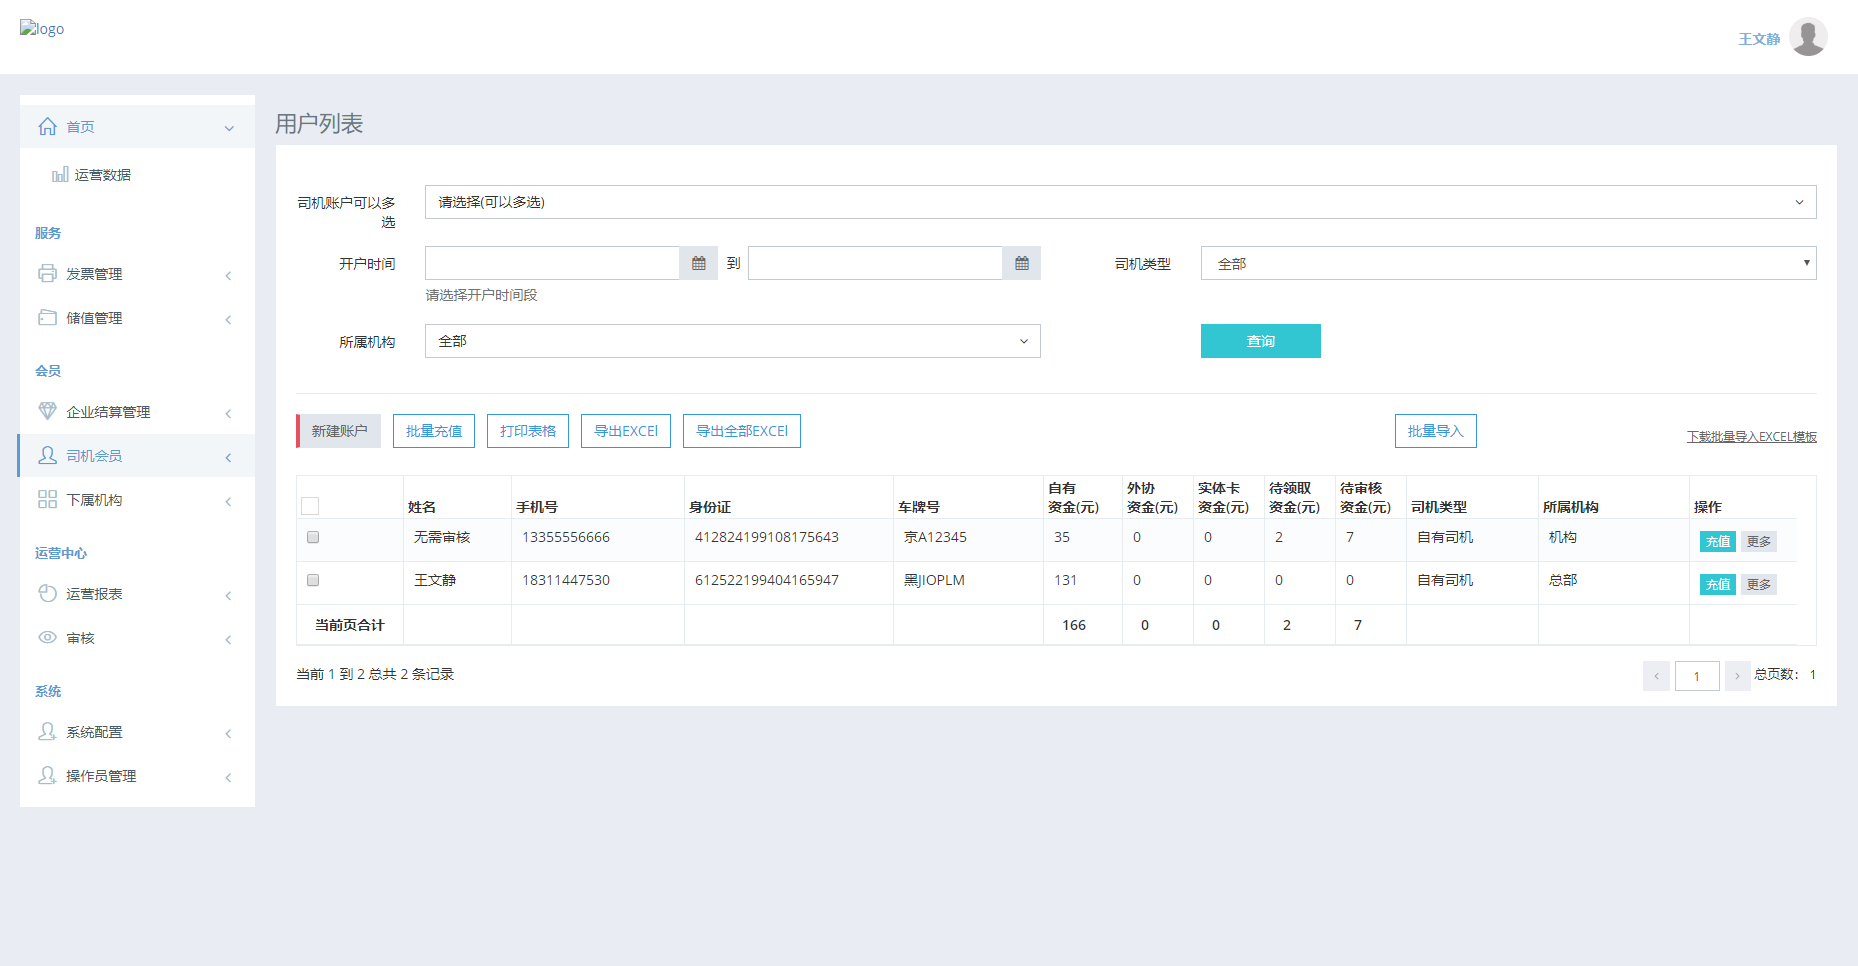 logo
王文静
首页
运营数据
服务
发票管理
储值管理
会员
企业结算管理
司机会员
下属机构
运营中心
运营报表
审核
系统
系统配置
操作员管理
用户列表
司机账户可以多
选
请选择(可以多选)
开户时间
到
司机类型
全部
请选择开户时间段
所属机构
全部
查询
新建账户
批量充值
打印表格
导出EXCEl
导出全部EXCEl
批量导入
下载批量导入EXCEL模板
姓名 手机号 身份证 车牌号 自有资金(元) 外协资金(元) 实体卡资金(元) 待领取资金(元) 待审核资金(元) 司机类型 所属机构 操作
无需审核 13355556666 412824199108175643 京A12345 35 0 0 2 7 自有司机 机构 充值 更多
王文静 18311447530 612522199404165947 黑JIOPLM 131 0 0 0 0 自有司机 总部 充值 更多
当前页合计 166 0 0 2 7
当前 1 到 2 总共 2 条记录
1
总页数： 1